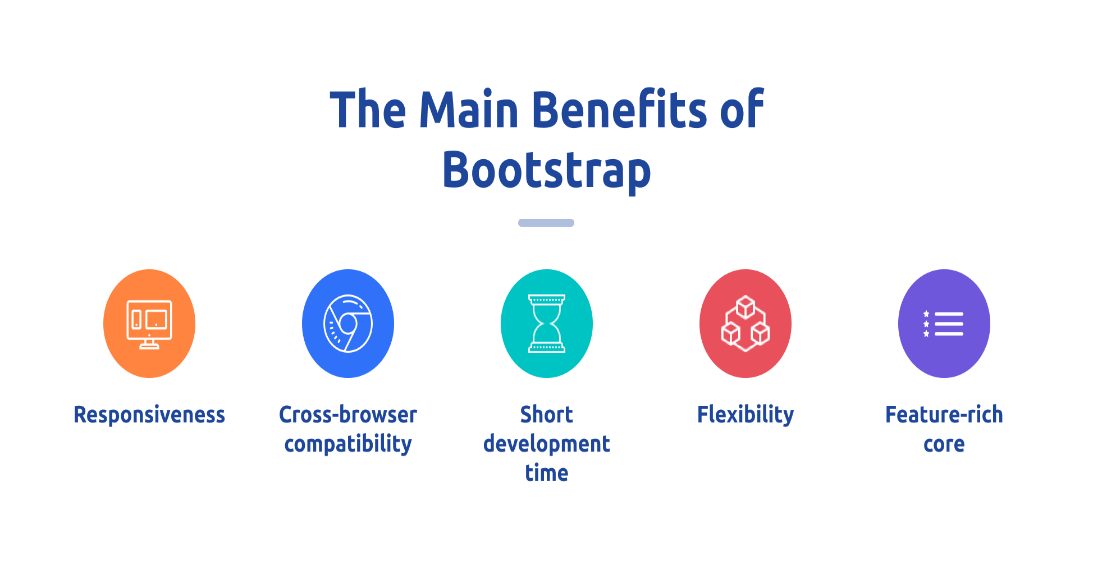 The Main Benefits of
Bootstrap
Responsiveness
Cross-browser
compatibility
Short
development
time
Flexibility
Feature-rich
core